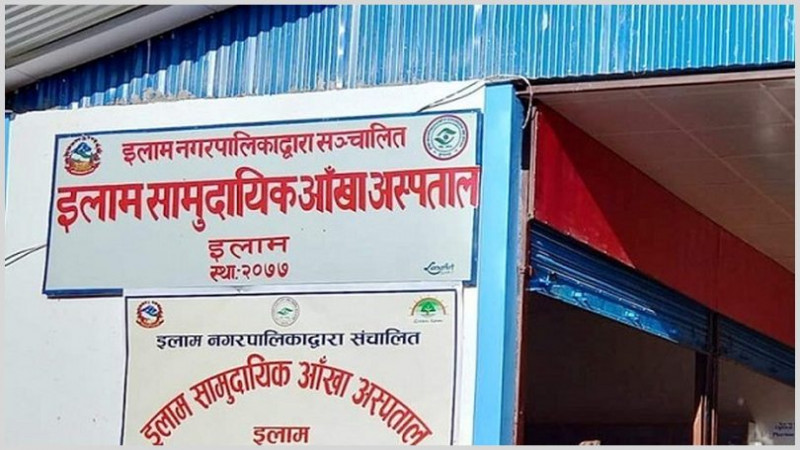 इलाम नगरपालिकाद्वारा सञ्चालित
इलाम सामुदायिक आँखा अस्पताल
इलाम
स्था.-२०७७
इलाम नगरपालिकाद्वारा संचालित
इलाम सामुदायिक आँखा अस्पताल
इलाम